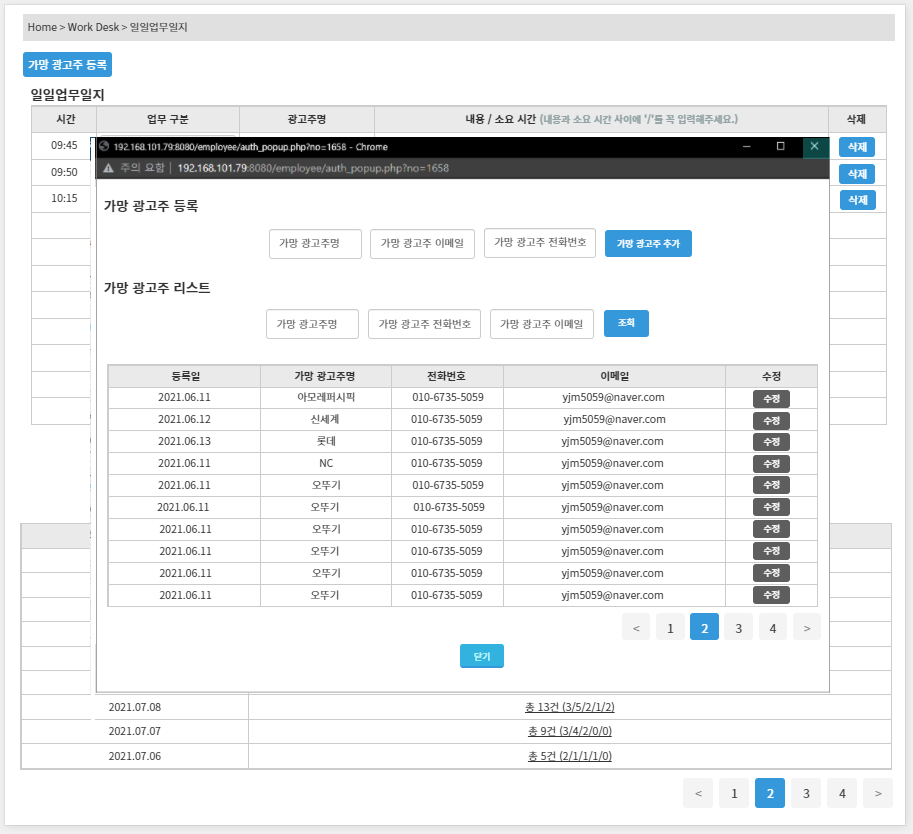 Home > Work Desk > 일일업무일지
가망 광고주 등록
일일업무일지
시간 업무 구분 광고주명 내용 / 소요 시간 (내용과 소요 시간 사이에 '/'를 꼭 입력해주세요.) 삭제
09:45 삭제
09:50 삭제
10:15 삭제
192.168.101.79:8080/employee/auth_popup.php?no=1658 - Chrome
주의 요함 | 192.168.101.79:8080/employee/auth_popup.php?no=1658
가망 광고주 등록
가망 광고주명 가망 광고주 이메일 가망 광고주 전화번호 가망 광고주 추가
가망 광고주 리스트
가망 광고주명 가망 광고주 전화번호 가망 광고주 이메일 조회
등록일 가망 광고주명 전화번호 이메일 수정
2021.06.11 아모레퍼시픽 010-6735-5059 yjm5059@naver.com 수정
2021.06.12 신세계 010-6735-5059 yjm5059@naver.com 수정
2021.06.13 롯데 010-6735-5059 yjm5059@naver.com 수정
2021.06.11 NC 010-6735-5059 yjm5059@naver.com 수정
2021.06.11 오뚜기 010-6735-5059 yjm5059@naver.com 수정
2021.06.11 오뚜기 010-6735-5059 yjm5059@naver.com 수정
2021.06.11 오뚜기 010-6735-5059 yjm5059@naver.com 수정
2021.06.11 오뚜기 010-6735-5059 yjm5059@naver.com 수정
2021.06.11 오뚜기 010-6735-5059 yjm5059@naver.com 수정
2021.06.11 오뚜기 010-6735-5059 yjm5059@naver.com 수정
< 1 2 3 4 >
닫기
2021.07.08 총 13건 (3/5/2/1/2)
2021.07.07 총 9건 (3/4/2/0/0)
2021.07.06 총 5건 (2/1/1/1/0)
< 1 2 3 4 >